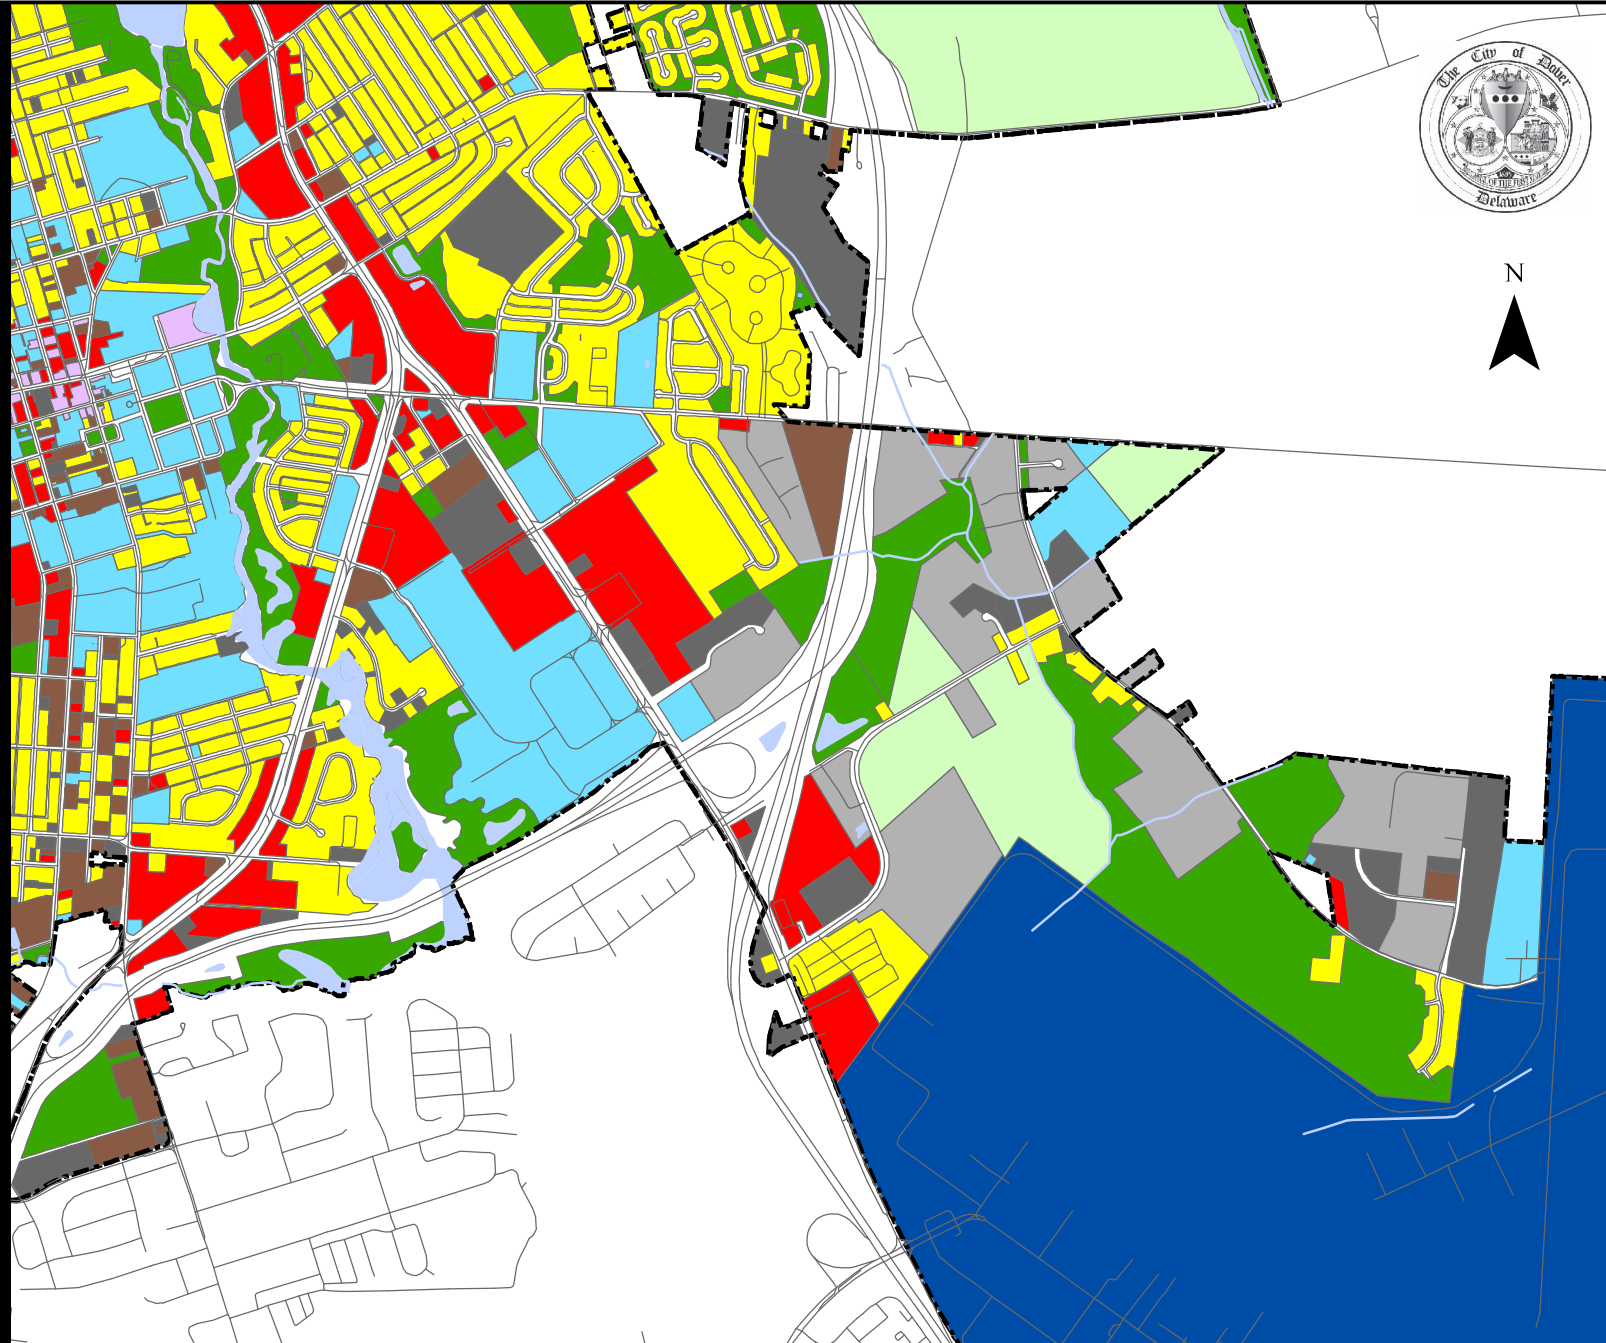 The City of Dover
Delaware
N